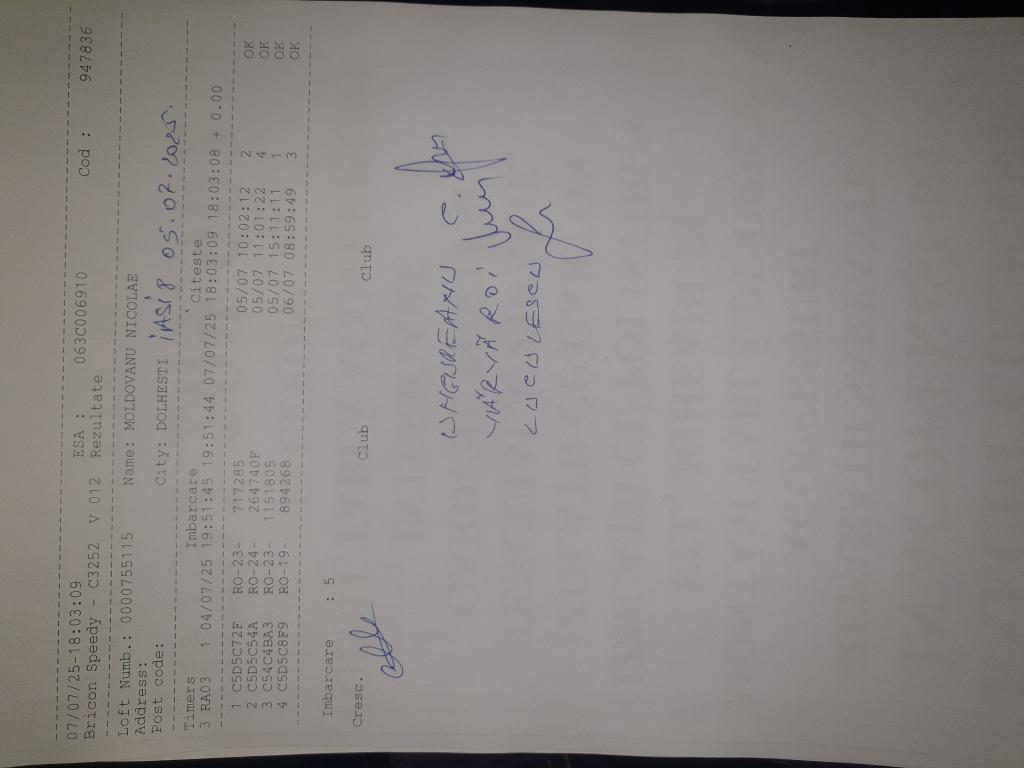 07/07/25-18:03:09
Bricon Speedy - C3252 V 012 ESA : 063C006910 Cod : 947836
Rezultate
Loft Numb.: 0000755115 Name: MOLDOVANU NICOLAE
Address:
Post code: City: DOLHESTI IAȘI 8 05.07.2025.
Timers Imbarcare Citeste
3 RA03 1 04/07/25 19:51:45 19:51:44 07/07/25 18:03:09 18:03:08 + 0.00
1 C5D5C72F RO-23- 717285 05/07 10:02:12 2 OK
2 C5D5C54A RO-24- 264740F 05/07 11:01:22 4 OK
3 C54C4BA3 RO-23- 1151805 05/07 15:11:11 1 OK
4 C5D5C8F9 RO-19- 894268 06/07 08:59:49 3 OK
Imbarcare : 5
Cresc. Club Club
UNGUREANU C.
VĂRVĂROI
LUCULESCU